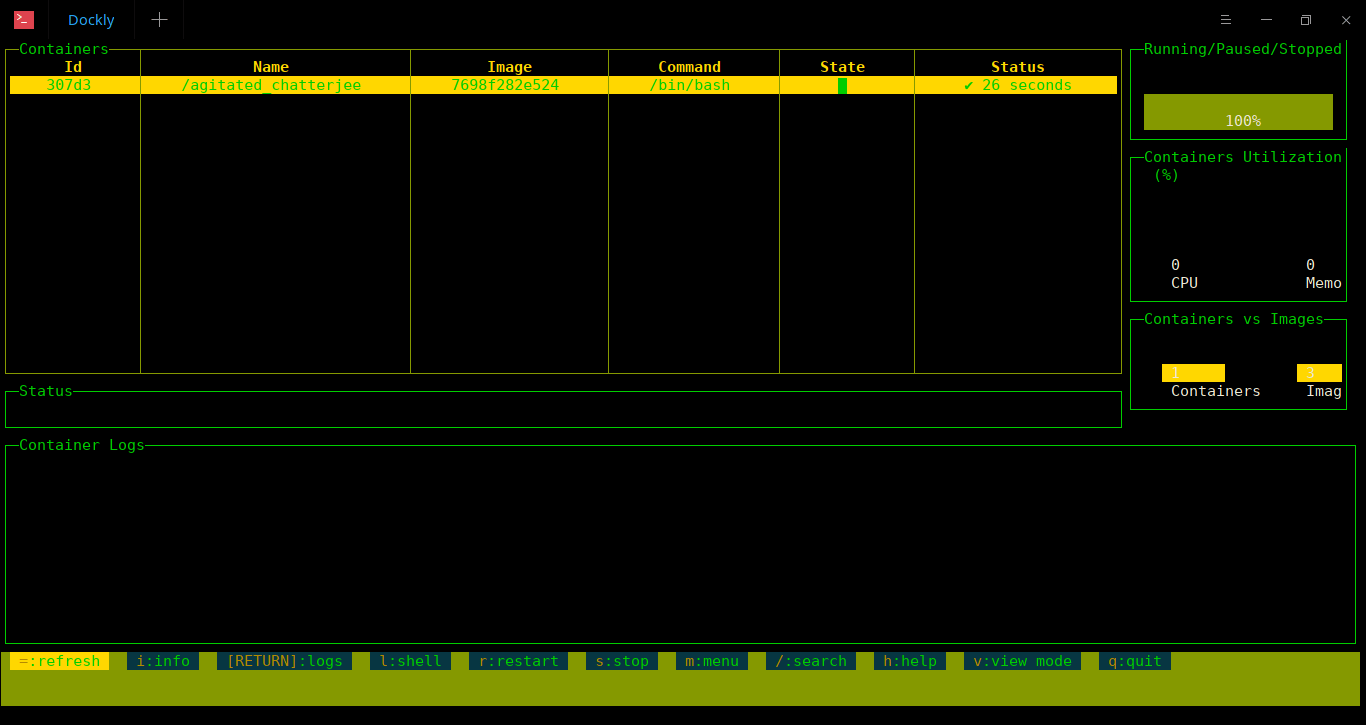 >_ Dockly
Containers
Id Name Image Command State Status
307d3 /agitated_chatterjee 7698f282e524 /bin/bash ✔ 26 seconds
Running/Paused/Stopped
100%
Containers Utilization
(%)
0 0
CPU Memo
Containers vs Images
1 3
Containers Imag
Status
Container Logs
=:refresh i:info [RETURN]:logs l:shell r:restart s:stop m:menu /:search h:help v:view mode q:quit